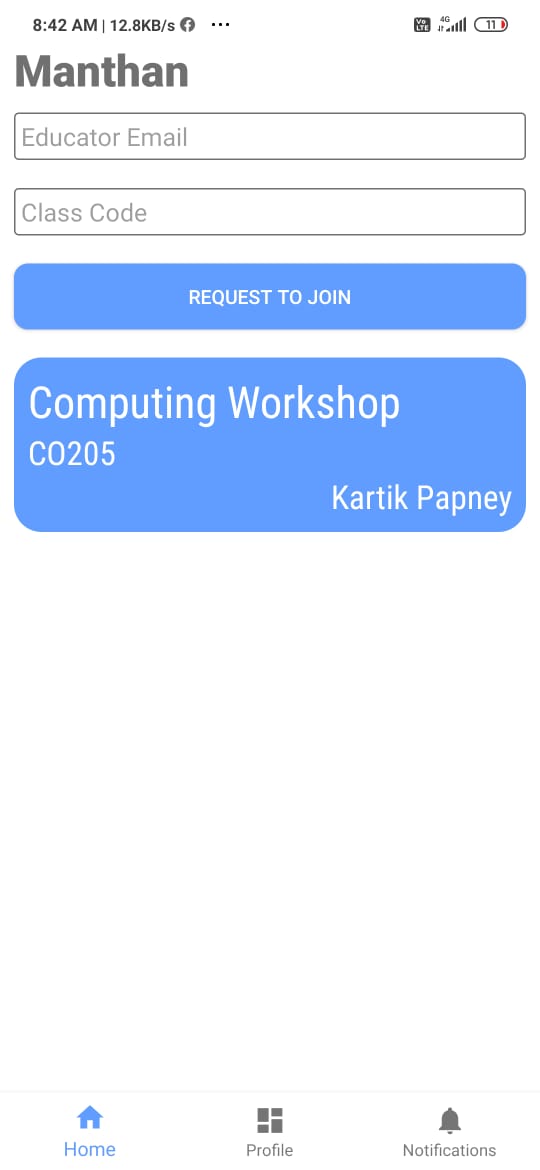 8:42 AM | 12.8KB/s ...
Vo LTE 4G 11
Manthan
Educator Email
Class Code
REQUEST TO JOIN
Computing Workshop
CO205
Kartik Papney
Home Profile Notifications